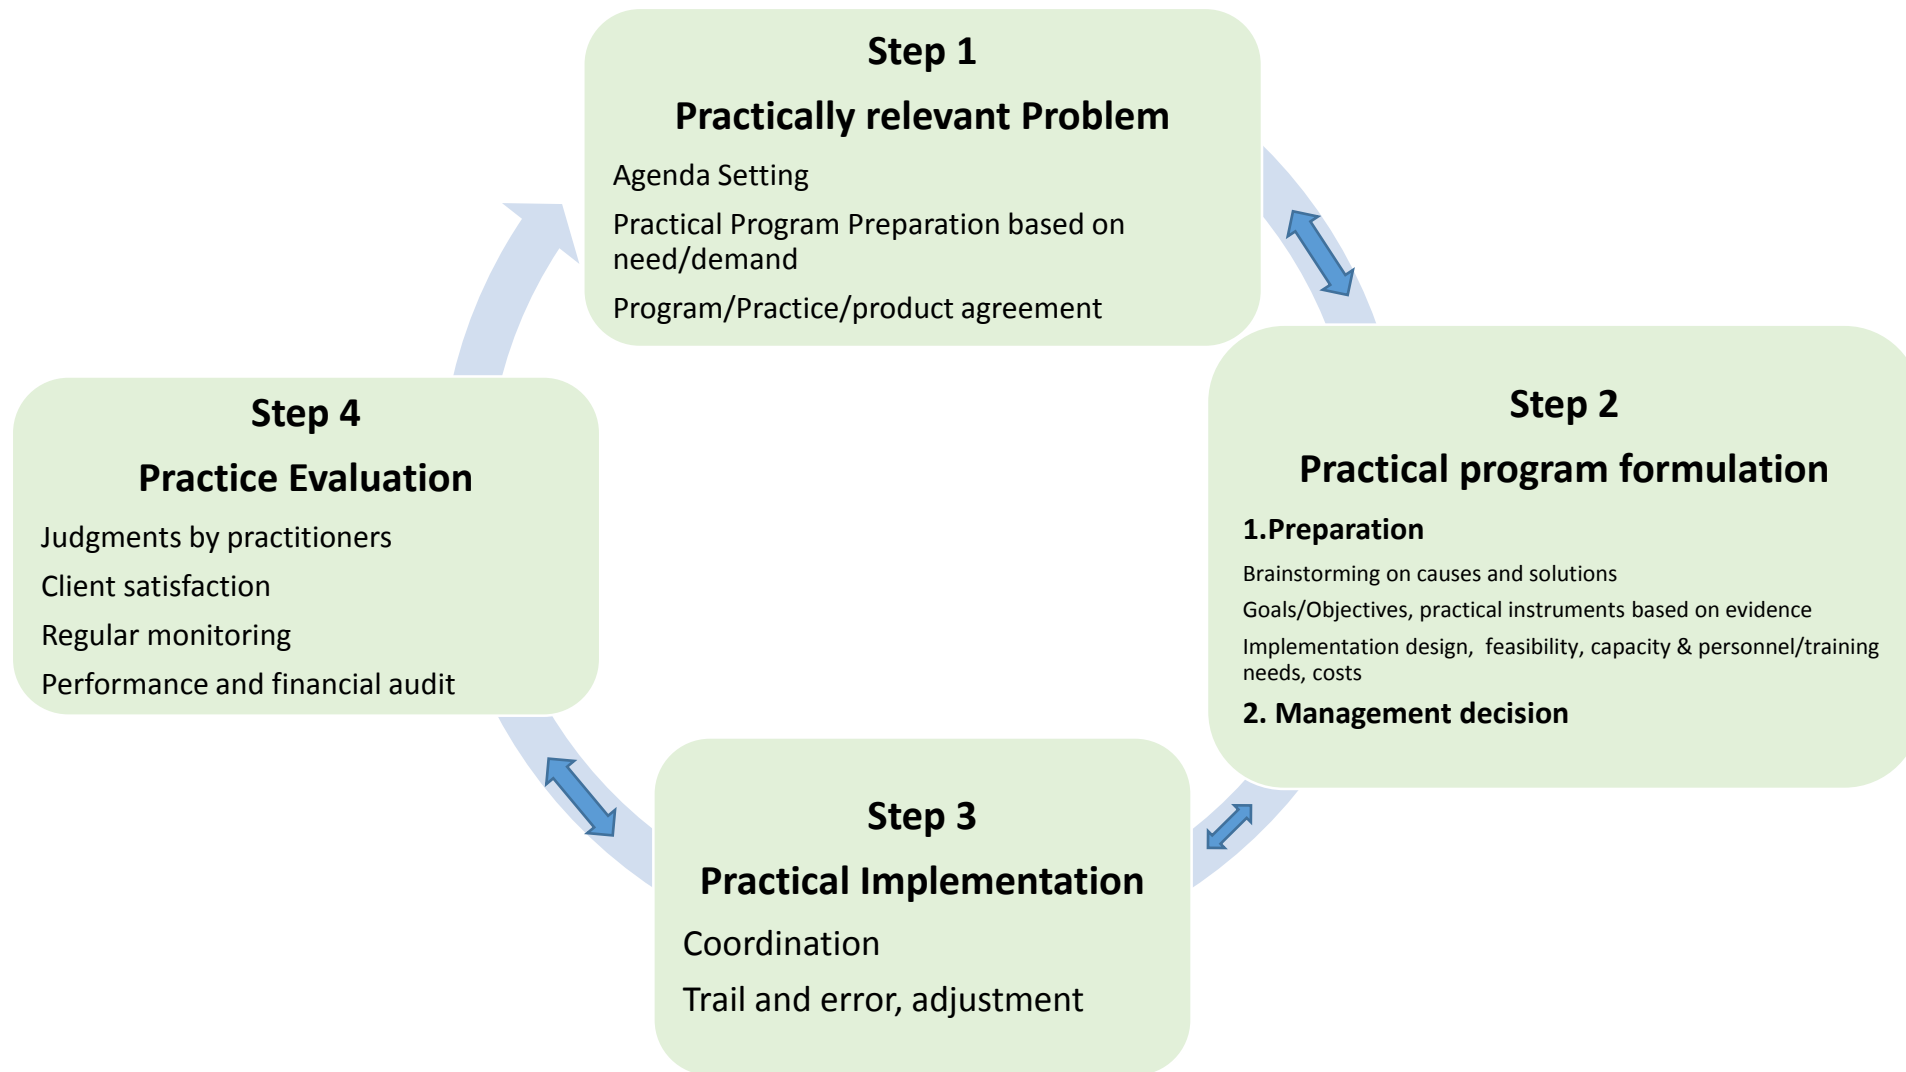 Step 1
Practically relevant Problem
Agenda Setting
Practical Program Preparation based on
need/demand
Program/Practice/product agreement
Step 2
Practical program formulation
1.Preparation
Brainstorming on causes and solutions
Goals/Objectives, practical instruments based on evidence
Implementation design, feasibility, capacity & personnel/training
needs, costs
2. Management decision
Step 3
Practical Implementation
Coordination
Trail and error, adjustment
Step 4
Practice Evaluation
Judgments by practitioners
Client satisfaction
Regular monitoring
Performance and financial audit